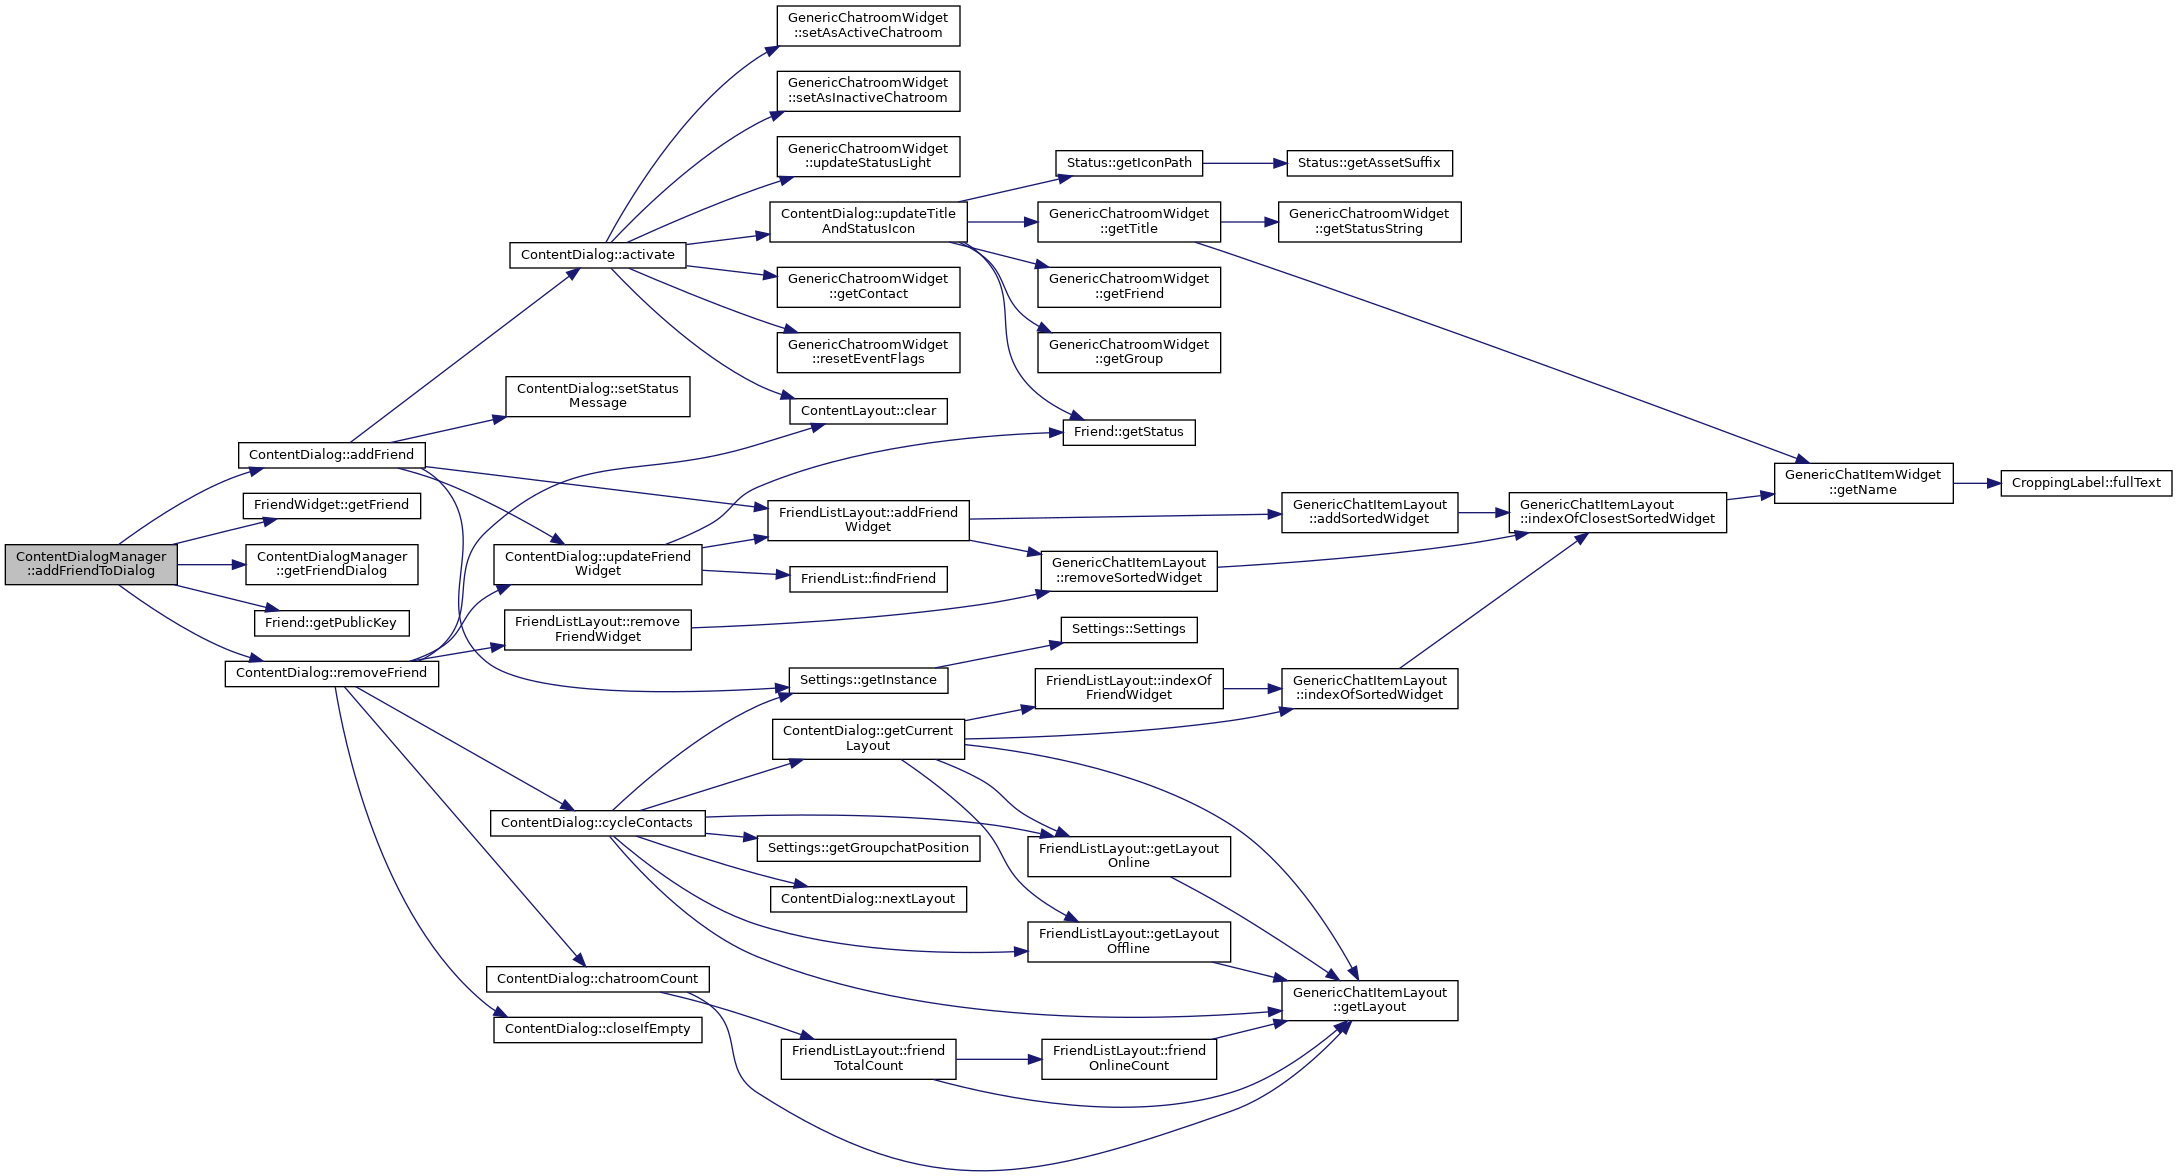 ContentDialogManager
::addFriendToDialog
ContentDialog::addFriend
FriendWidget::getFriend
ContentDialogManager
::getFriendDialog
Friend::getPublicKey
ContentDialog::removeFriend
ContentDialog::activate
ContentDialog::setStatus
Message
ContentDialog::updateFriend
Widget
FriendListLayout::remove
FriendWidget
ContentDialog::cycleContacts
ContentDialog::chatroomCount
ContentDialog::closeIfEmpty
GenericChatroomWidget
::setAsActiveChatroom
GenericChatroomWidget
::setAsInactiveChatroom
GenericChatroomWidget
::updateStatusLight
ContentDialog::updateTitle
AndStatusIcon
GenericChatroomWidget
::getContact
GenericChatroomWidget
::resetEventFlags
ContentLayout::clear
FriendListLayout::addFriend
Widget
FriendList::findFriend
Settings::getInstance
ContentDialog::getCurrent
Layout
Settings::getGroupchatPosition
ContentDialog::nextLayout
FriendListLayout::friend
TotalCount
Status::getIconPath
GenericChatroomWidget
::getTitle
GenericChatroomWidget
::getFriend
GenericChatroomWidget
::getGroup
Friend::getStatus
GenericChatItemLayout
::removeSortedWidget
Settings::Settings
FriendListLayout::indexOf
FriendWidget
FriendListLayout::getLayout
Online
FriendListLayout::getLayout
Offline
FriendListLayout::friend
OnlineCount
Status::getAssetSuffix
GenericChatroomWidget
::getStatusString
GenericChatItemLayout
::addSortedWidget
GenericChatItemLayout
::indexOfSortedWidget
GenericChatItemLayout
::getLayout
GenericChatItemLayout
::indexOfClosestSortedWidget
GenericChatItemWidget
::getName
CroppingLabel::fullText